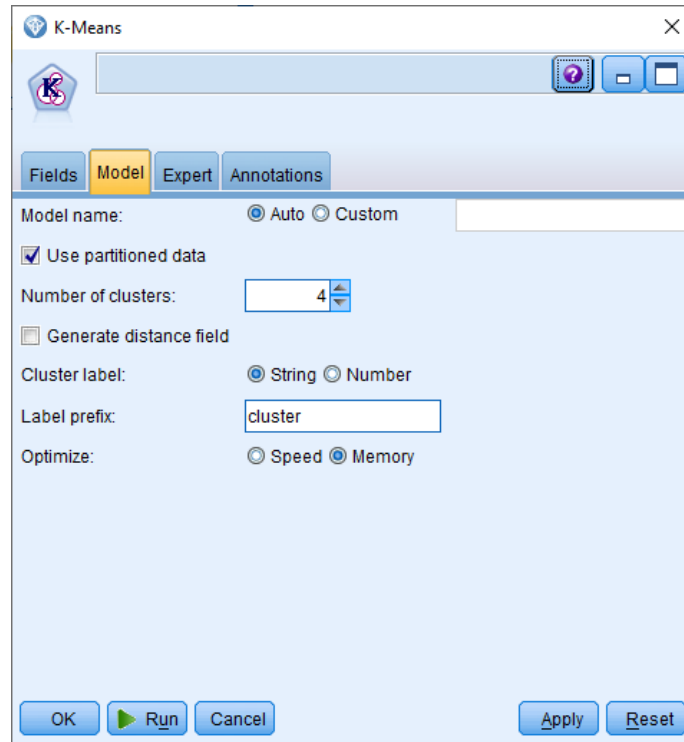 K-Means
K
Fields Model Expert Annotations
Model name: Auto Custom
Use partitioned data
Number of clusters: 4
Generate distance field
Cluster label: String Number
Label prefix: cluster
Optimize: Speed Memory
OK Run Cancel Apply Reset